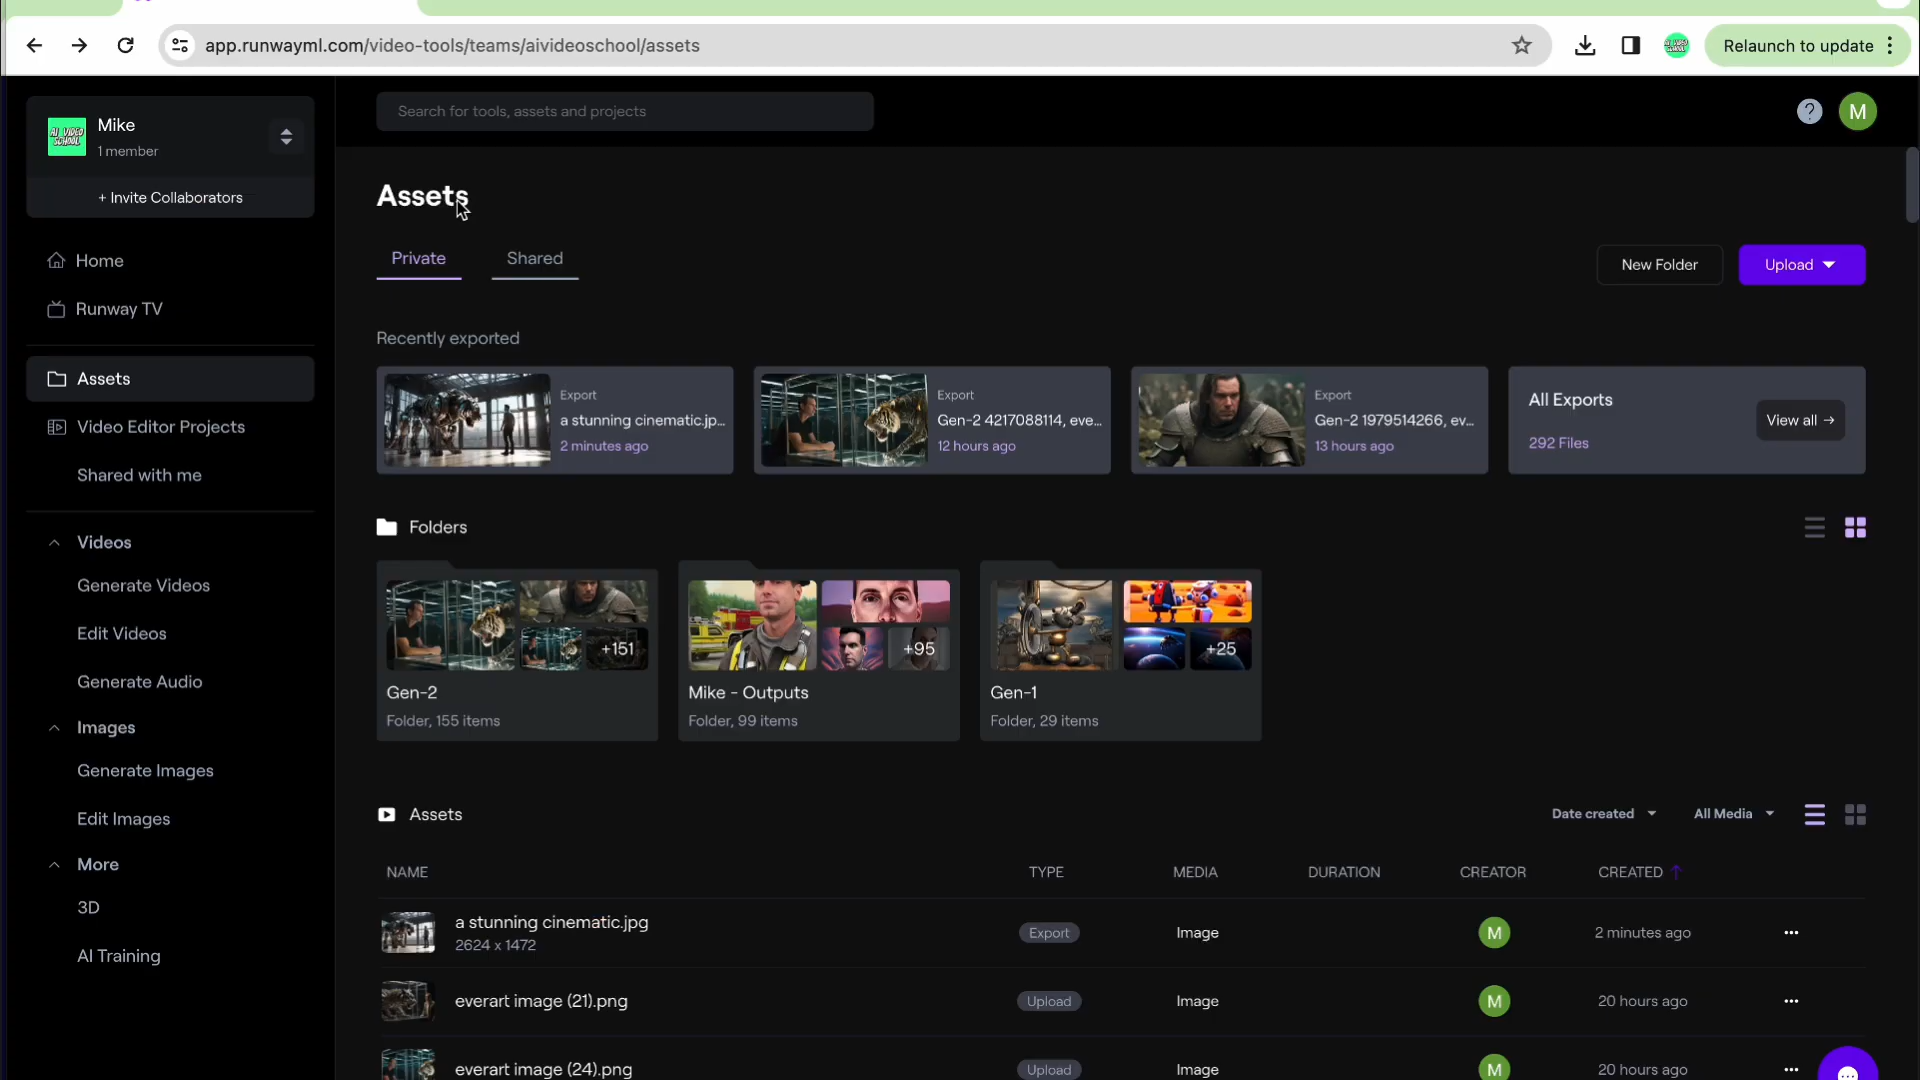 app.runwayml.com/video-tools/teams/aivideoschool/assets
Relaunch to update
AI VIDEO
SCHOOL
Mike
1 member
+ Invite Collaborators
Search for tools, assets and projects
?
M
Home
Runway TV
Assets
Video Editor Projects
Shared with me
Videos
Generate Videos
Edit Videos
Generate Audio
Images
Generate Images
Edit Images
More
3D
AI Training
Assets
Private
Shared
New Folder
Upload
Recently exported
Export
a stunning cinematic.jp...
2 minutes ago
Export
Gen-2 4217088114, eve...
12 hours ago
Export
Gen-2 1979514266, ev...
13 hours ago
All Exports
292 Files
View all →
Folders
+151
Gen-2
Folder, 155 items
+95
Mike - Outputs
Folder, 99 items
+25
Gen-1
Folder, 29 items
Assets
Date created
All Media
NAME TYPE MEDIA DURATION CREATOR CREATED ↑
a stunning cinematic.jpg
2624 x 1472
Export Image M 2 minutes ago ...
everart image (21).png Upload Image M 20 hours ago ...
everart image (24).png Upload Image M 20 hours ago ...